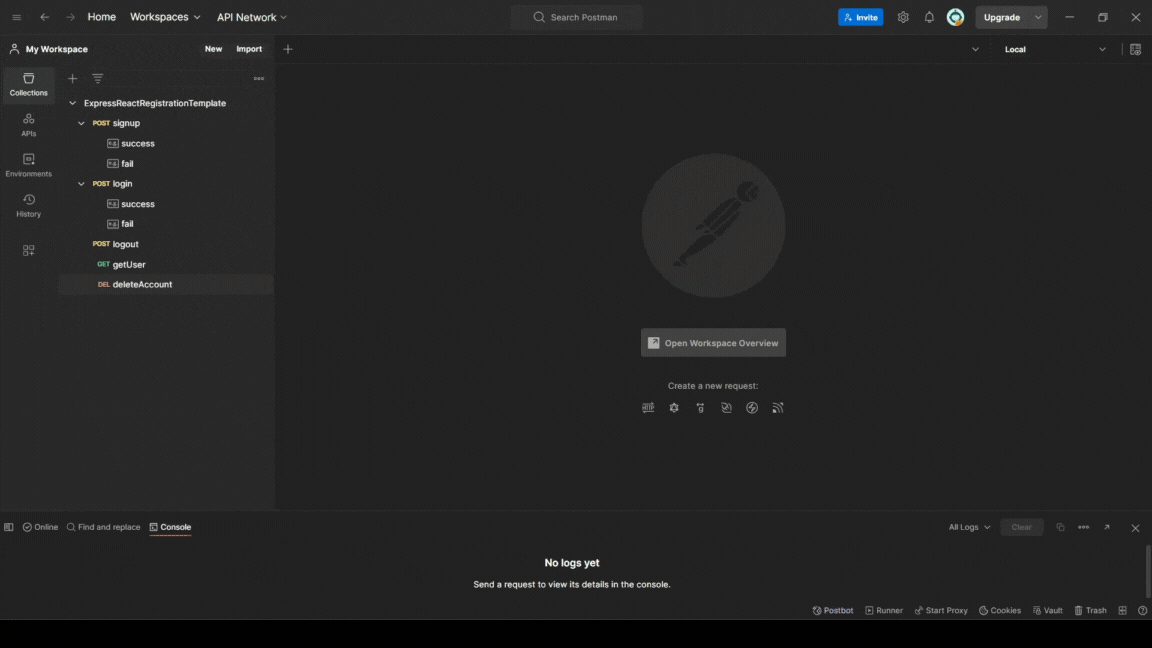 Home Workspaces API Network Search Postman Invite Upgrade
My Workspace New Import Local
Collections
APIs
Environments
History
ExpressReactRegistrationTemplate
POST signup
success
fail
POST login
success
fail
POST logout
GET getUser
DEL deleteAccount
Open Workspace Overview
Create a new request:
HTTP
Online Find and replace Console All Logs Clear
No logs yet
Send a request to view its details in the console.
Postbot Runner Start Proxy Cookies Vault Trash